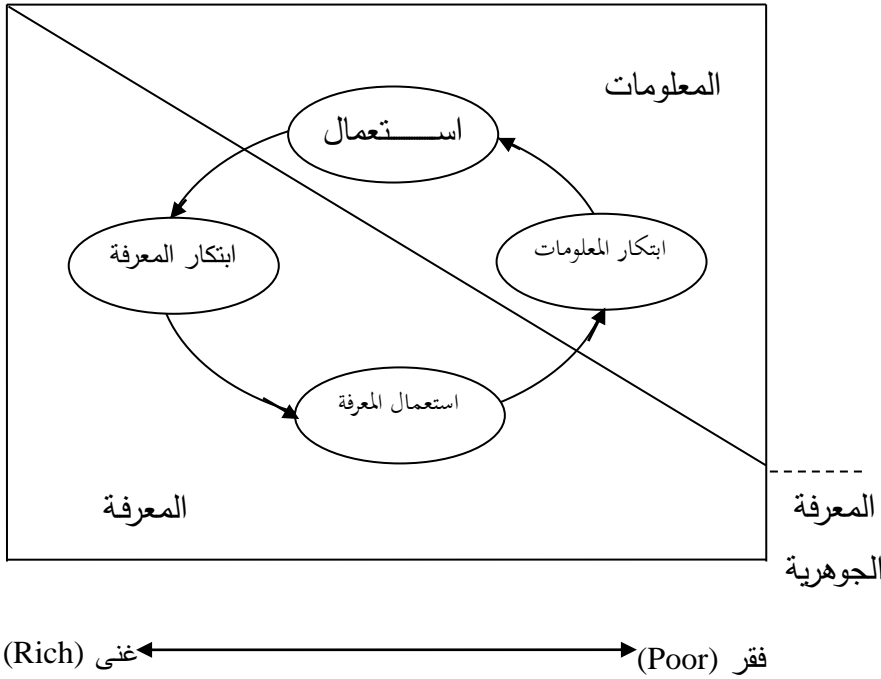 المعلومات
اســـــتعمال
ابتكار المعلومات
ابتكار المعرفة
استعمال المعرفة
المعرفة
المعرفة
الجوهرية
فقر (Poor)
غنى (Rich)